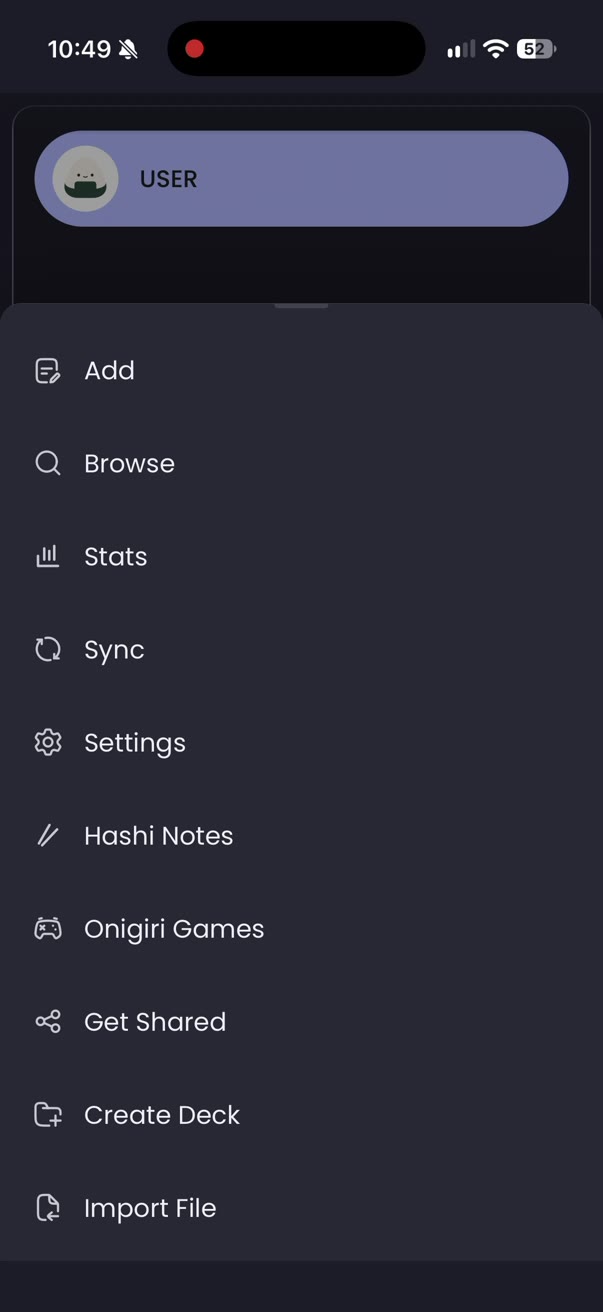 10:49
52
USER
Add
Browse
Stats
Sync
Settings
Hashi Notes
Onigiri Games
Get Shared
Create Deck
Import File